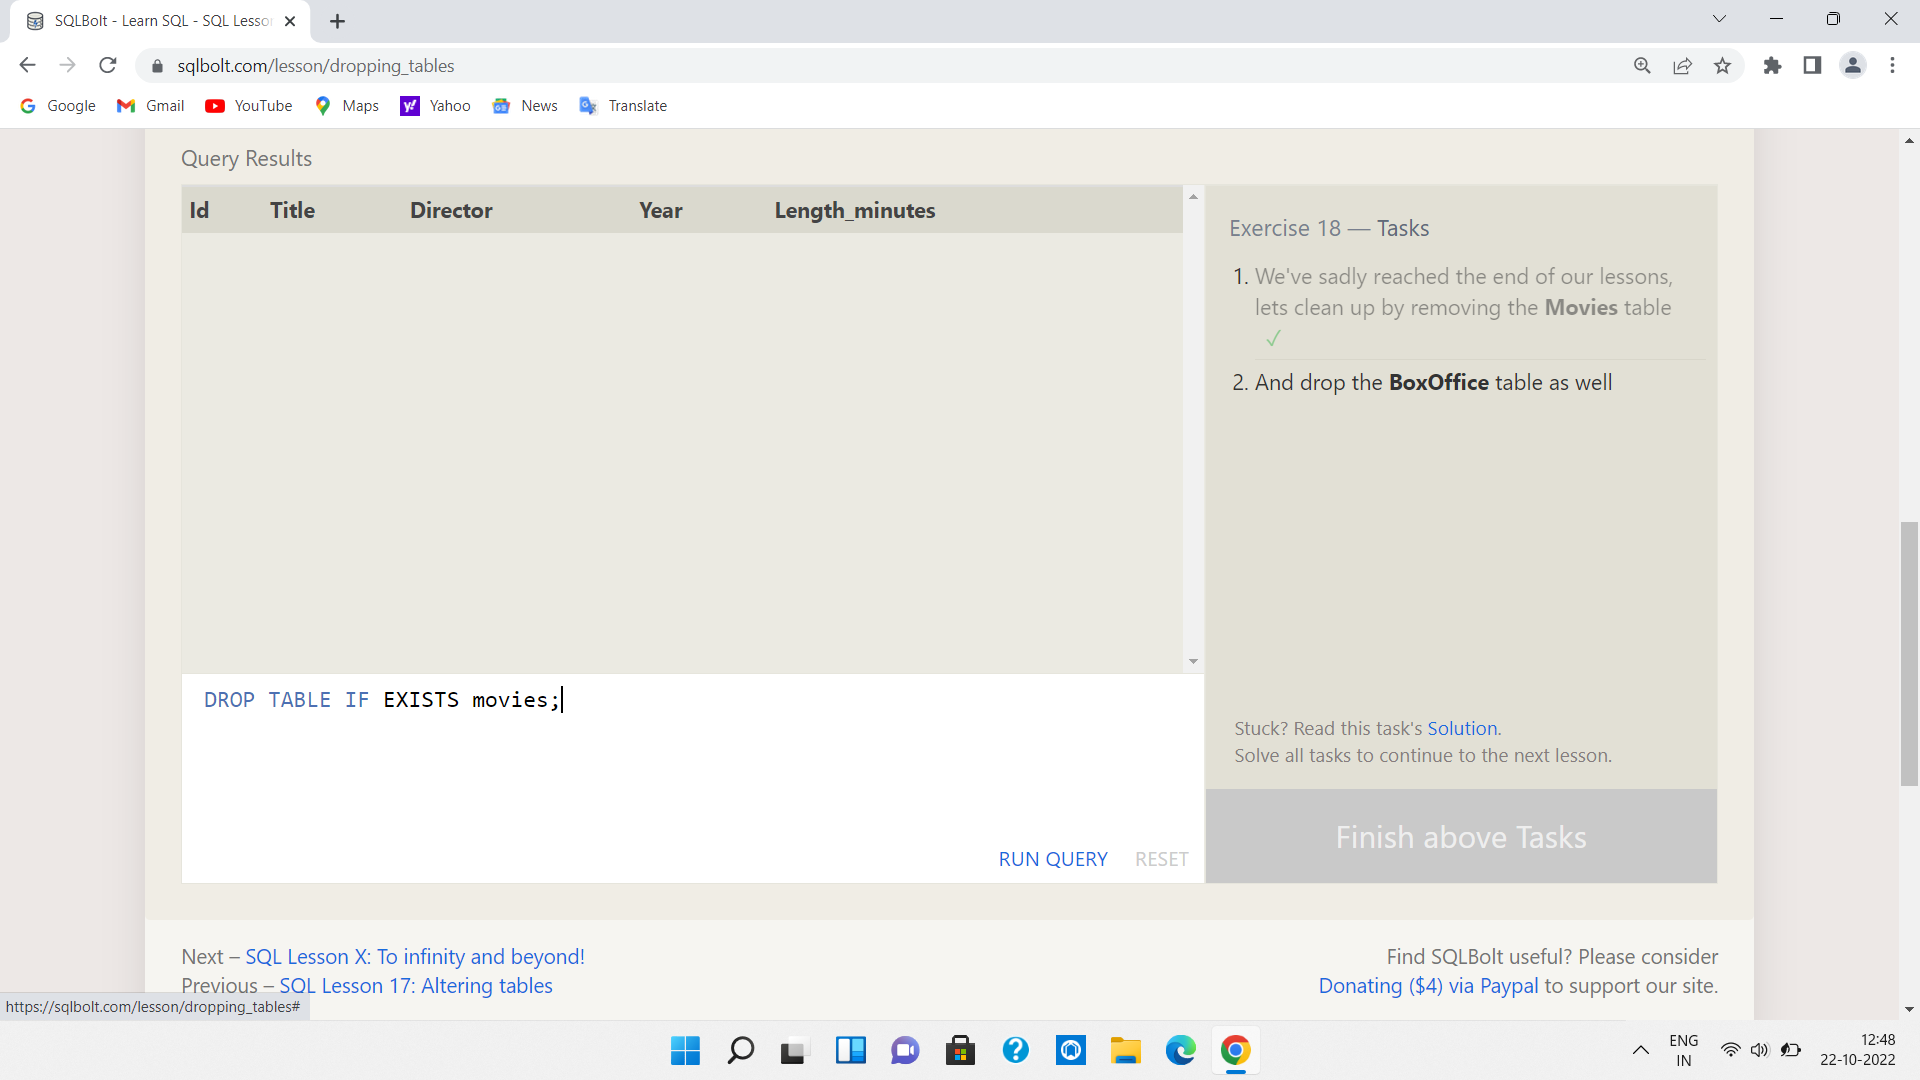 SQLBolt - Learn SQL - SQL Lesso
sqlbolt.com/lesson/dropping_tables
Google Gmail YouTube Maps Yahoo News Translate
Query Results
Id Title Director Year Length_minutes
Exercise 18 — Tasks
1. We've sadly reached the end of our lessons,
lets clean up by removing the Movies table
✓
2. And drop the BoxOffice table as well
DROP TABLE IF EXISTS movies;
Stuck? Read this task's Solution.
Solve all tasks to continue to the next lesson.
RUN QUERY RESET
Finish above Tasks
Next – SQL Lesson X: To infinity and beyond!
Previous – SQL Lesson 17: Altering tables
Find SQLBolt useful? Please consider
Donating ($4) via Paypal to support our site.
https://sqlbolt.com/lesson/dropping_tables#
ENG
IN
12:48
22-10-2022